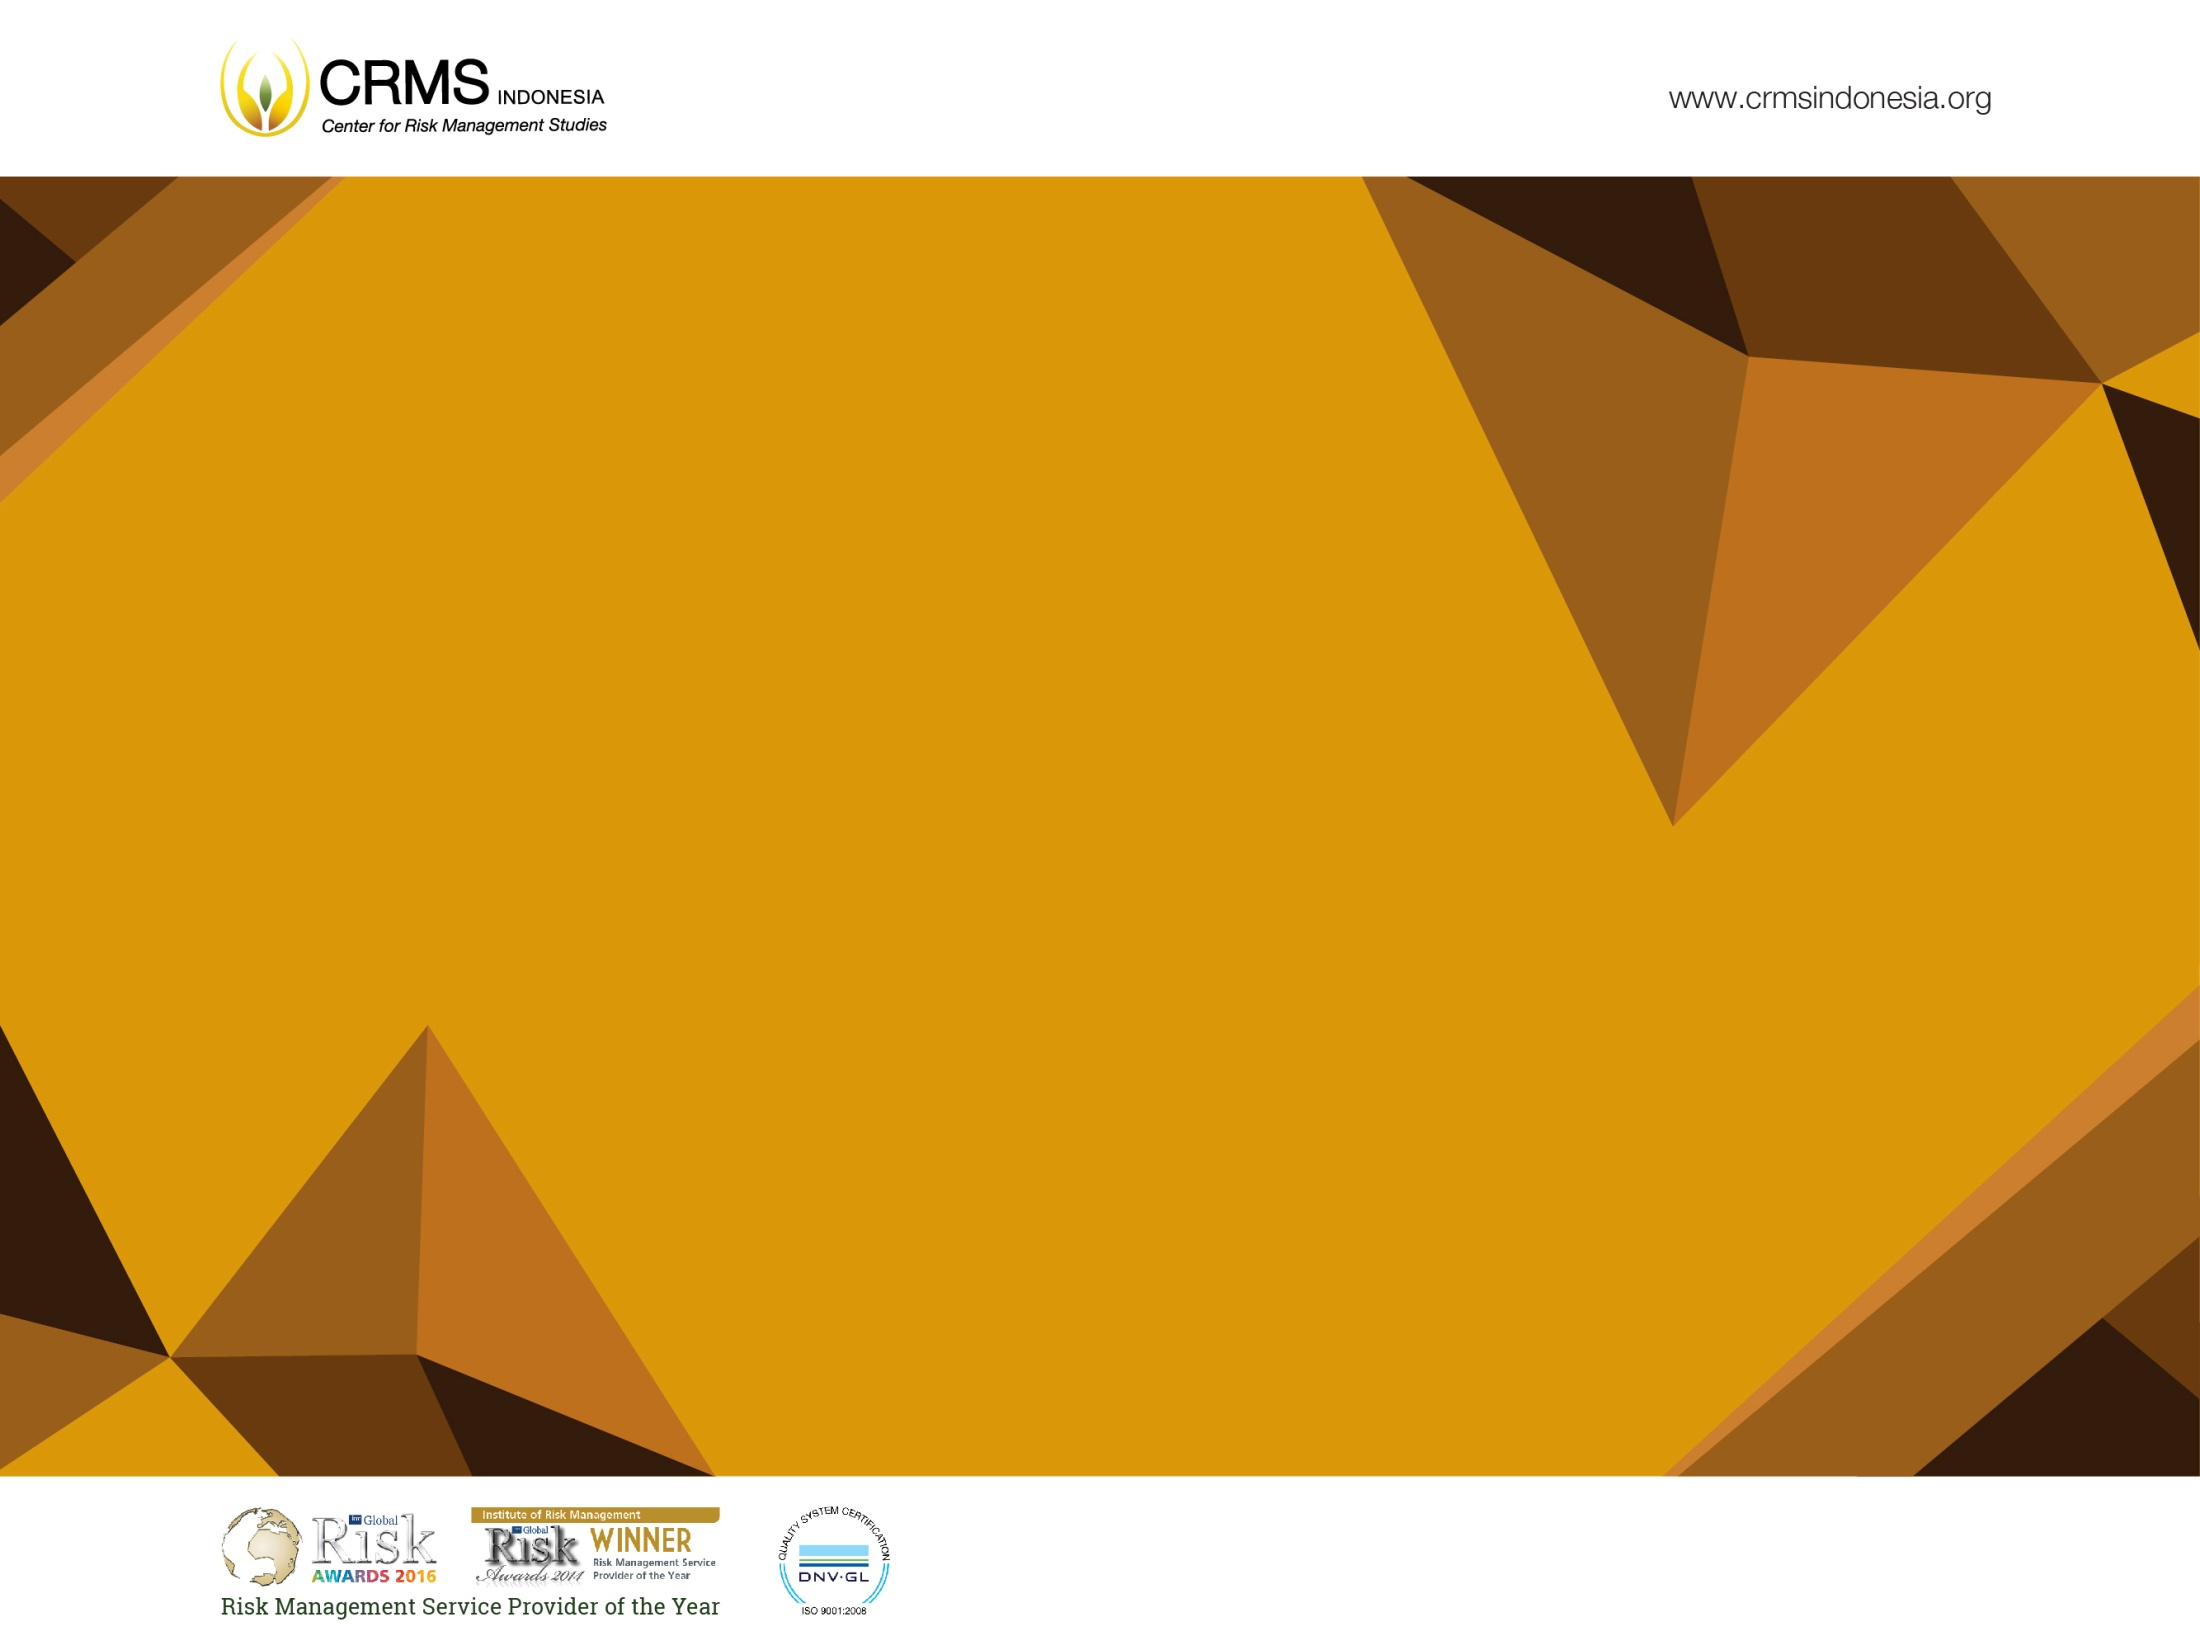 CRMS INDONESIA
Center for Risk Management Studies
www.crmsindonesia.org
irm Global
Risk
AWARDS 2016
Institute of Risk Management
Global
Risk
Awards 2014
WINNER
Risk Management Service
Provider of the Year
Risk Management Service Provider of the Year
QUALITY SYSTEM CERTIFICATION
DNV·GL
ISO 9001:2008